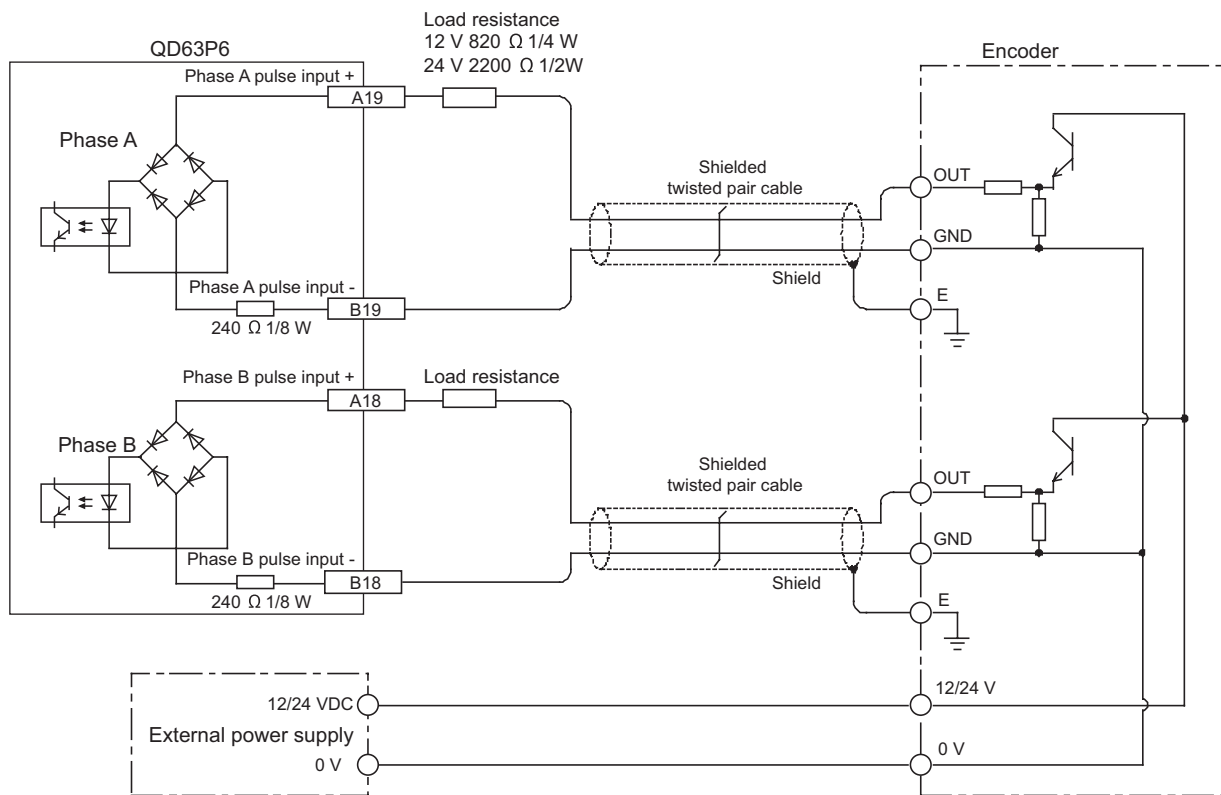 Load resistance
12 V 820 Ω 1/4 W
24 V 2200 Ω 1/2W
QD63P6
Encoder
Phase A pulse input +
A19
Phase A
Shielded
twisted pair cable
OUT
GND
Shield
Phase A pulse input -
B19
240 Ω 1/8 W
E
Phase B pulse input +
A18
Load resistance
Phase B
Shielded
twisted pair cable
OUT
GND
Phase B pulse input -
B18
Shield
240 Ω 1/8 W
E
12/24 VDC
12/24 V
External power supply
0 V
0 V